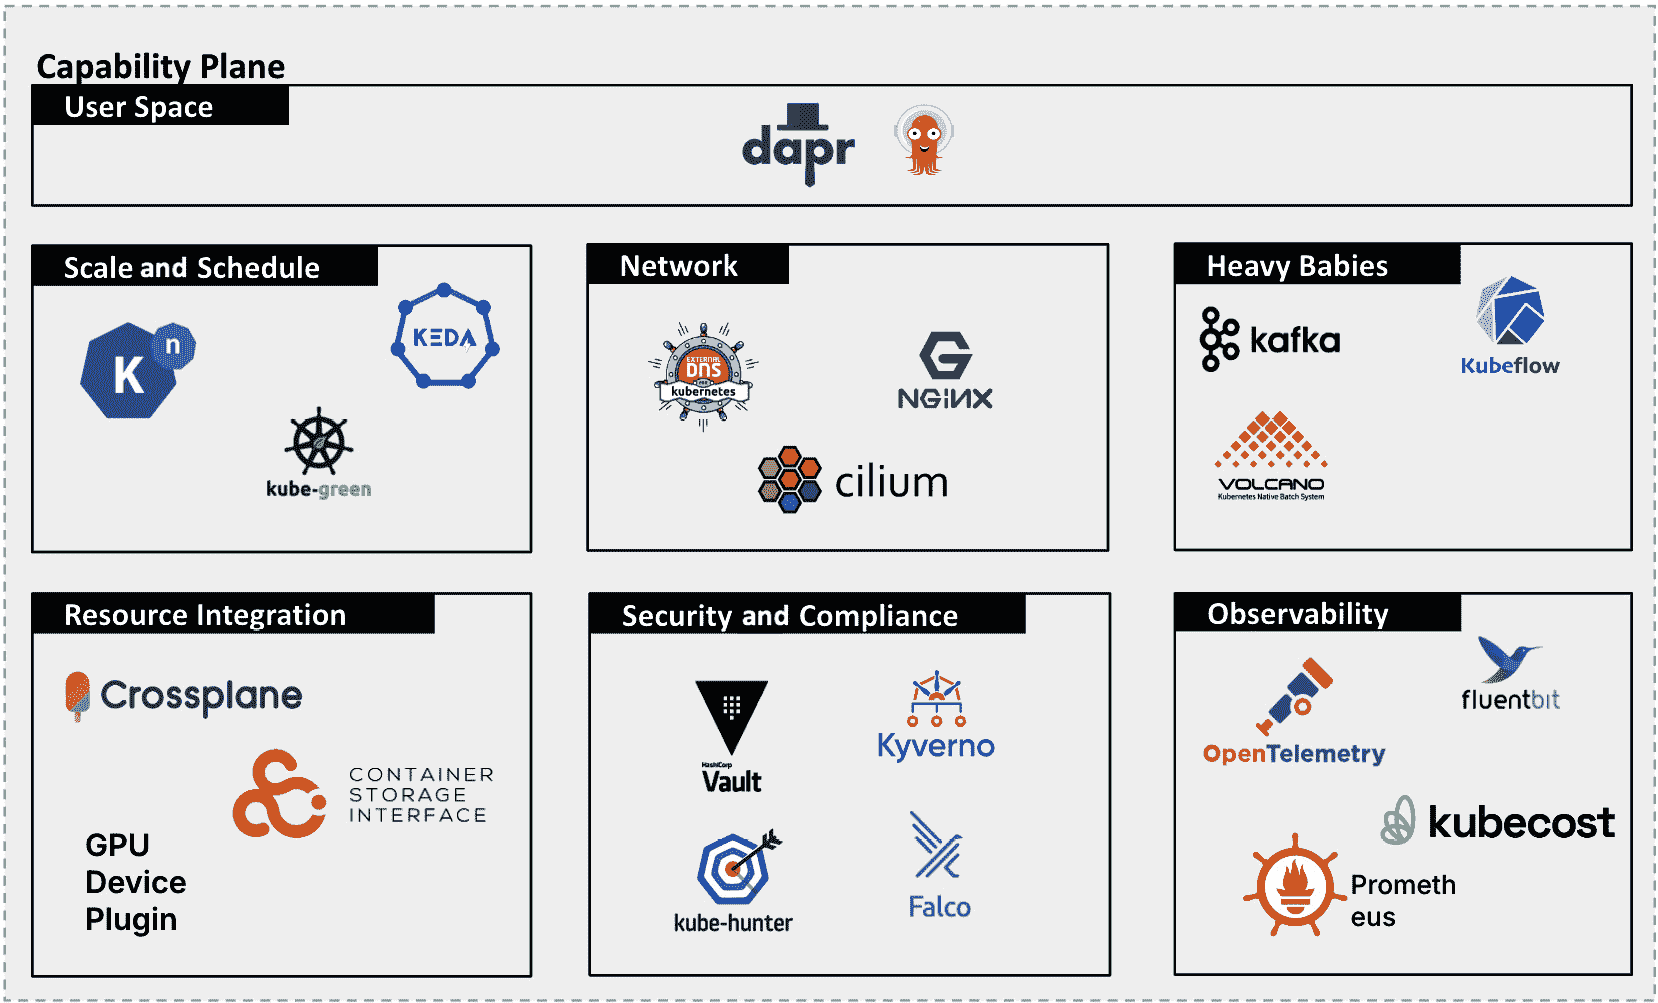 Capability Plane
User Space
dapr
Scale and Schedule
K
n
KEDA
kube-green
Network
EXTERNAL
DNS
kubernetes
G
NGiNX
cilium
Heavy Babies
kafka
Kubeflow
VOLCANO
Kubernetes Native Batch System
Resource Integration
Crossplane
CONTAINER
STORAGE
INTERFACE
GPU
Device
Plugin
Security and Compliance
HashiCorp
Vault
Kyverno
kube-hunter
Falco
Observability
fluentbit
OpenTelemetry
kubecost
Prometh
eus